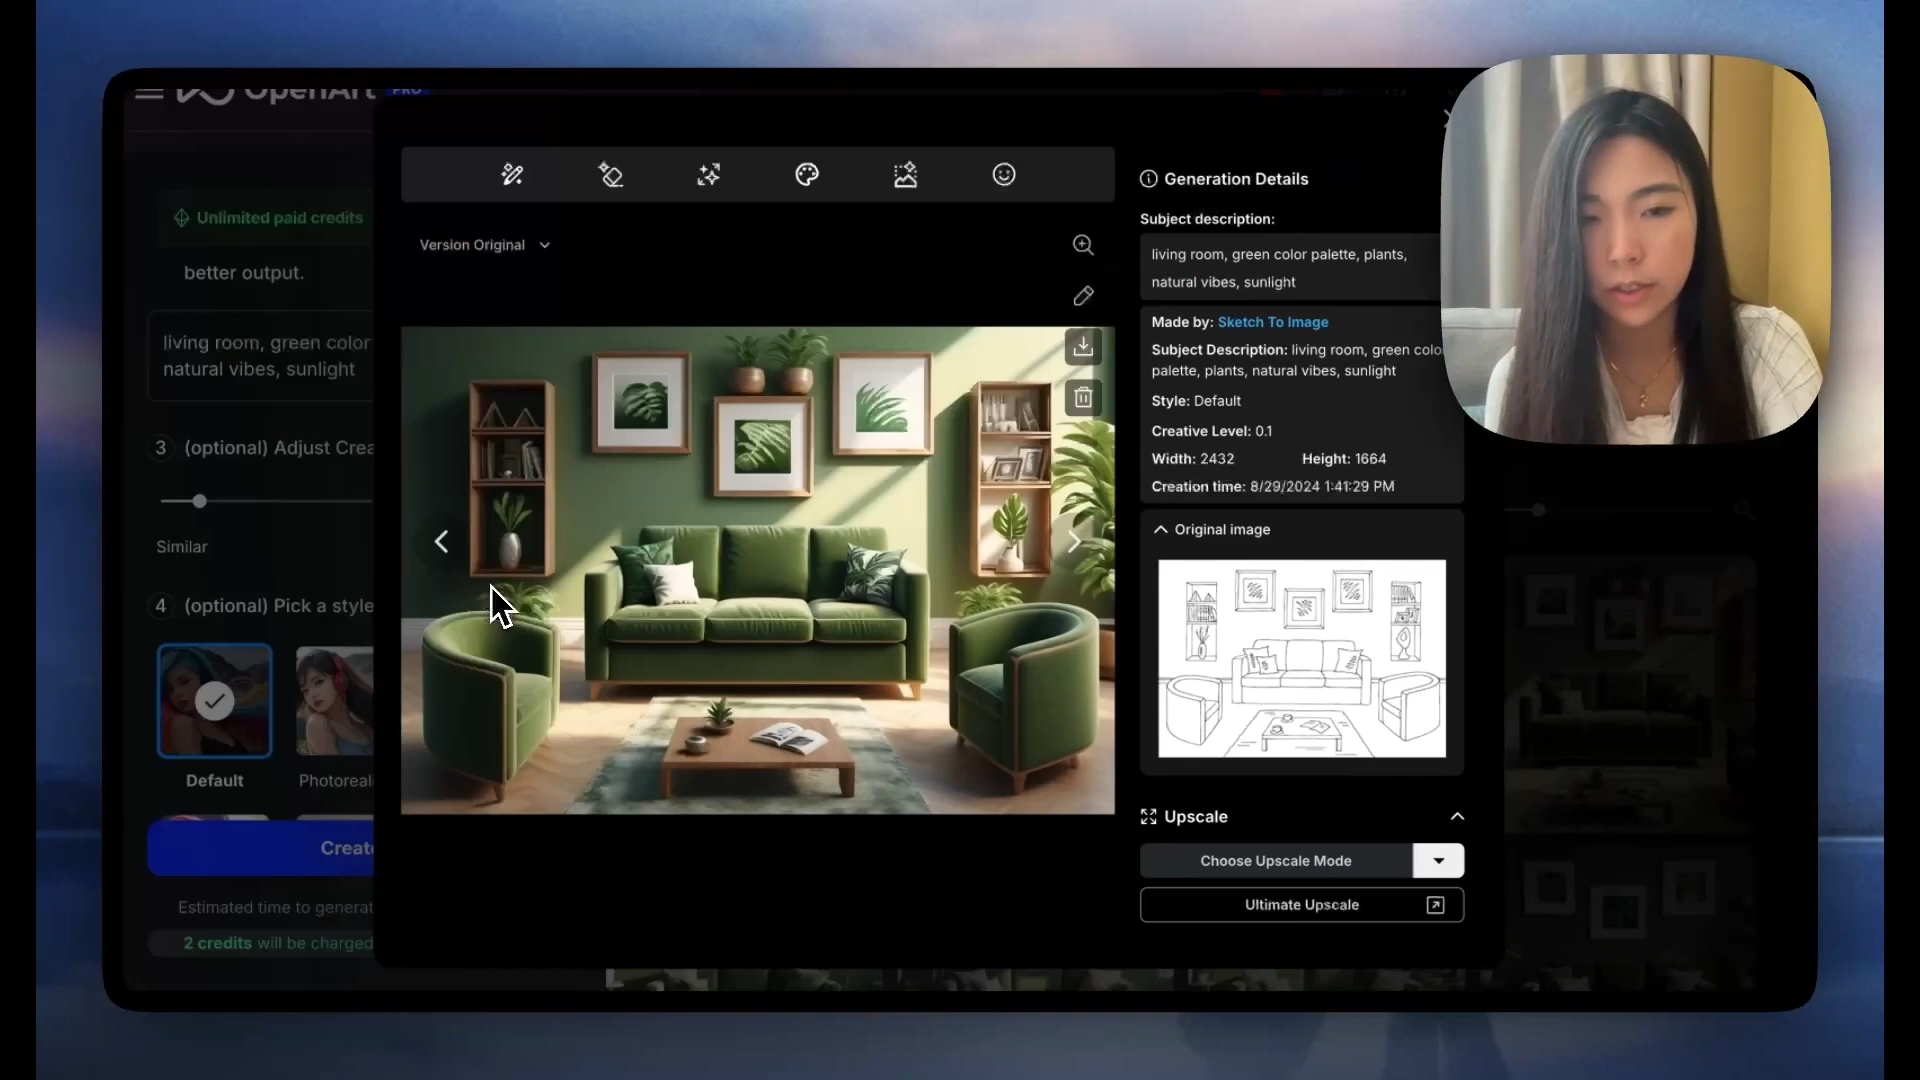 OpenArt PRO
Unlimited paid credits
better output.
living room, green color
natural vibes, sunlight
3 (optional) Adjust Crea
Similar
4 (optional) Pick a style
Default
Photoreali
Create
Estimated time to generat
2 credits will be charged
Version Original
Generation Details
Subject description:
living room, green color palette, plants,
natural vibes, sunlight
Made by: Sketch To Image
Subject Description: living room, green colo
palette, plants, natural vibes, sunlight
Style: Default
Creative Level: 0.1
Width: 2432 Height: 1664
Creation time: 8/29/2024 1:41:29 PM
Original image
Upscale
Choose Upscale Mode
Ultimate Upscale